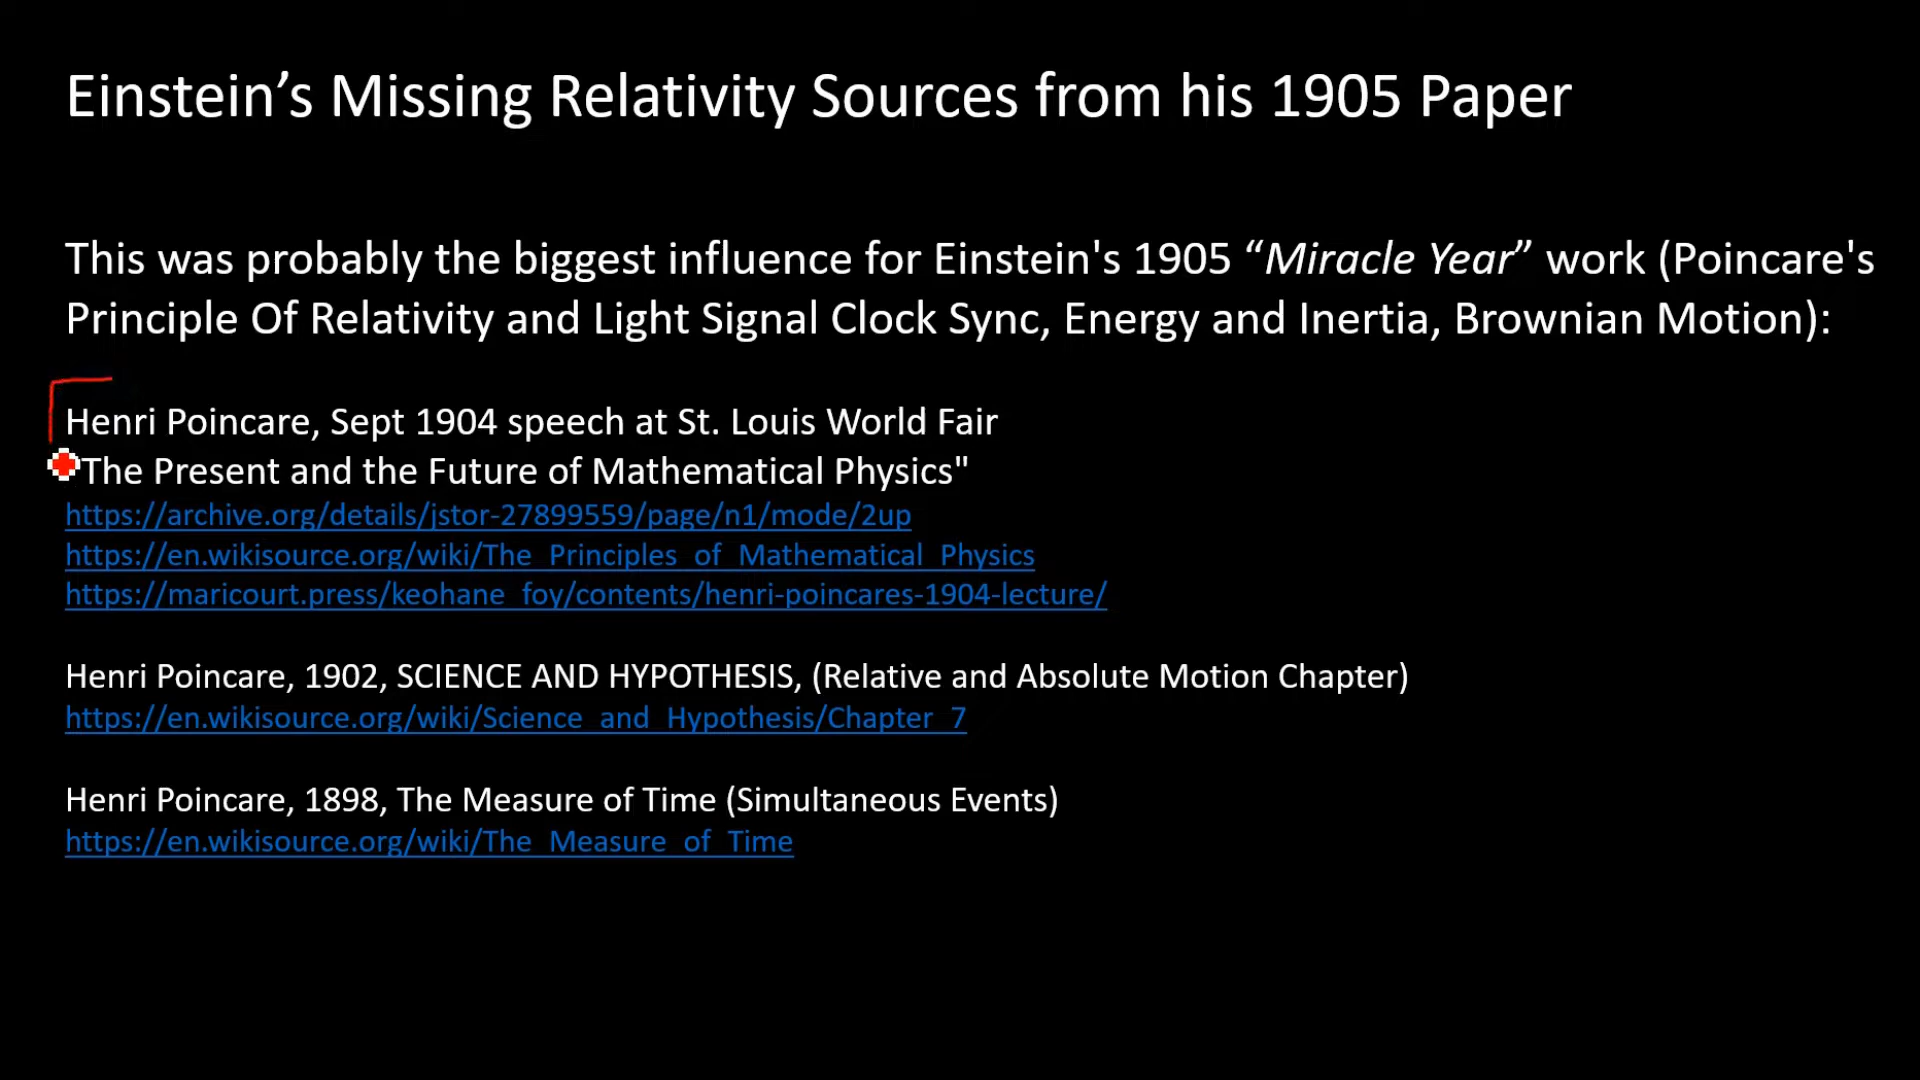 Einstein’s Missing Relativity Sources from his 1905 Paper
This was probably the biggest influence for Einstein's 1905 “Miracle Year” work (Poincare's
Principle Of Relativity and Light Signal Clock Sync, Energy and Inertia, Brownian Motion):
Henri Poincare, Sept 1904 speech at St. Louis World Fair
The Present and the Future of Mathematical Physics"
https://archive.org/details/jstor-27899559/page/n1/mode/2up
https://en.wikisource.org/wiki/The_Principles_of_Mathematical_Physics
https://maricourt.press/keohane_foy/contents/henri-poincares-1904-lecture/
Henri Poincare, 1902, SCIENCE AND HYPOTHESIS, (Relative and Absolute Motion Chapter)
https://en.wikisource.org/wiki/Science_and_Hypothesis/Chapter_7
Henri Poincare, 1898, The Measure of Time (Simultaneous Events)
https://en.wikisource.org/wiki/The_Measure_of_Time